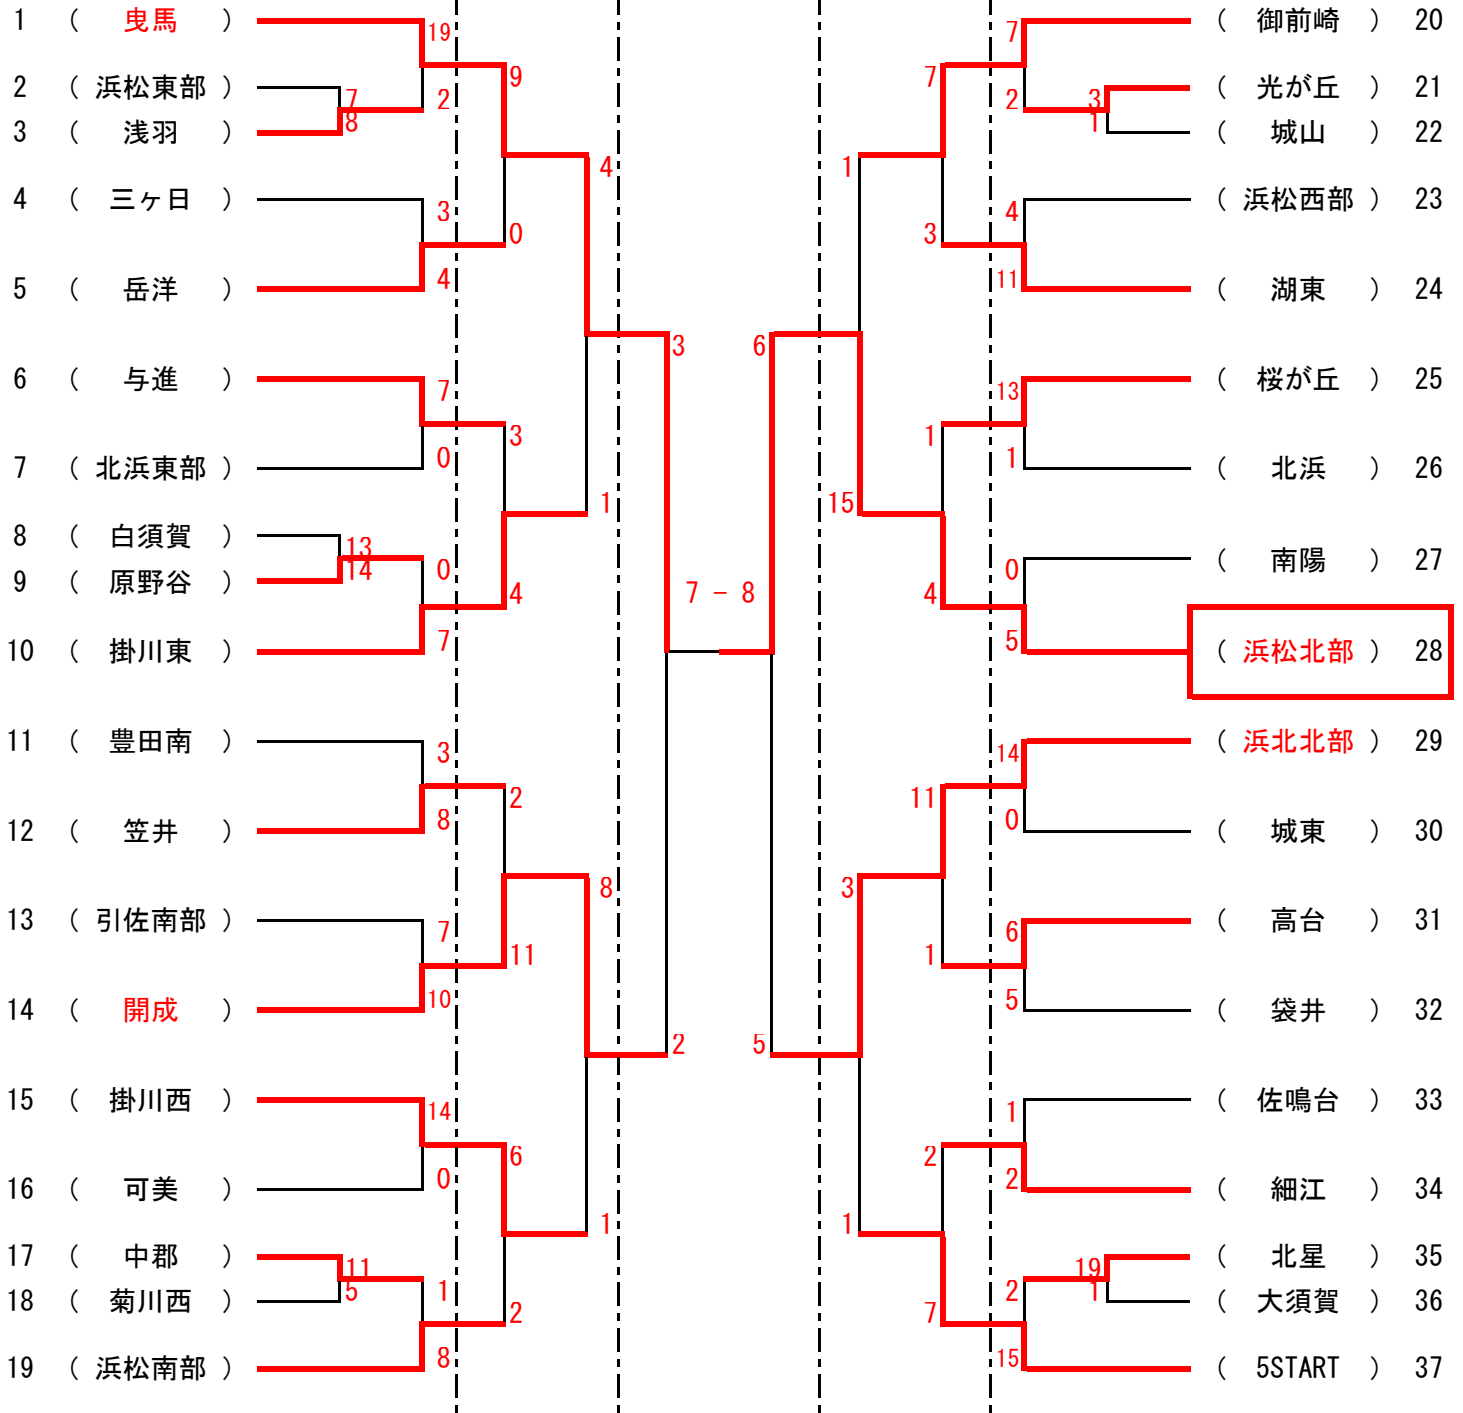 1 ( 曳馬 ) 19 7 ( 御前崎 ) 20
9 7
2 ( 浜松東部 ) 7 2 2 3 ( 光が丘 ) 21
3 ( 浅羽 ) 8 1 ( 城山 ) 22
4 1
4 ( 三ヶ日 ) 3 4 ( 浜松西部 ) 23
0 3
5 ( 岳洋 ) 4 11 ( 湖東 ) 24
3 6
6 ( 与進 ) 7 13 ( 桜が丘 ) 25
3 1
7 ( 北浜東部 ) 0 1 ( 北浜 ) 26
1 15
8 ( 白須賀 ) 13 0 0 ( 南陽 ) 27
9 ( 原野谷 ) 14 4 7 - 8 4
10 ( 掛川東 ) 7 5 ( 浜松北部 ) 28
11 ( 豊田南 ) 3 14 ( 浜北北部 ) 29
2 11
12 ( 笠井 ) 8 0 ( 城東 ) 30
8 3
13 ( 引佐南部 ) 7 6 ( 高台 ) 31
11 1
14 ( 開成 ) 10 5 ( 袋井 ) 32
2 5
15 ( 掛川西 ) 14 1 ( 佐鳴台 ) 33
6 2
16 ( 可美 ) 0 2 ( 細江 ) 34
1 1
17 ( 中郡 ) 11 19 ( 北星 ) 35
18 ( 菊川西 ) 5 1 2 1 ( 大須賀 ) 36
2 7
19 ( 浜松南部 ) 8 15 ( 5START ) 37